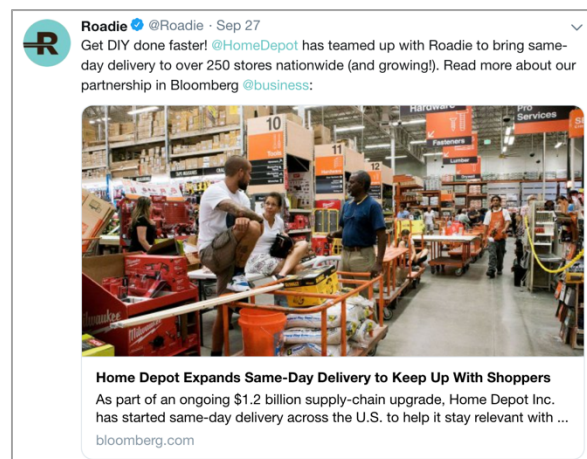 Roadie @Roadie · Sep 27
Get DIY done faster! @HomeDepot has teamed up with Roadie to bring same-
day delivery to over 250 stores nationwide (and growing!). Read more about our
partnership in Bloomberg @business:
Hardware
Pro
Services
Fasteners
Lumber
10
Tools
11
12
Milwaukee
Home Depot Expands Same-Day Delivery to Keep Up With Shoppers
As part of an ongoing $1.2 billion supply-chain upgrade, Home Depot Inc.
has started same-day delivery across the U.S. to help it stay relevant with ...
bloomberg.com